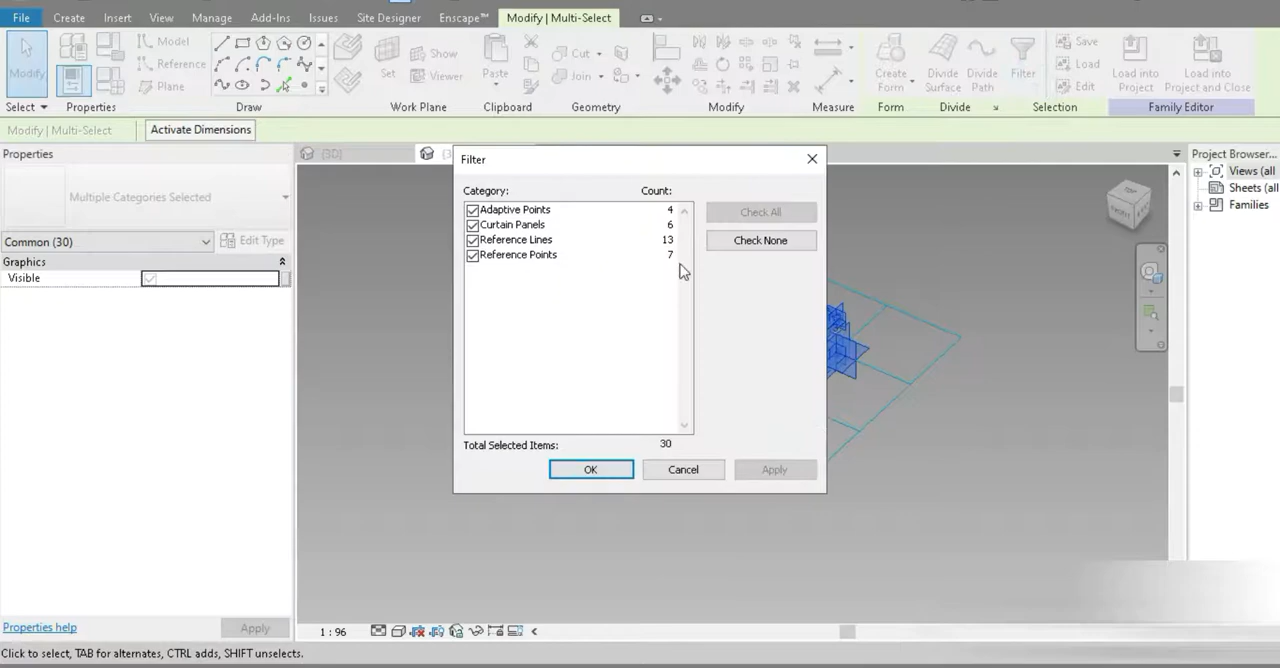 File Create Insert View Manage Add-Ins Issues Site Designer Enscape™ Modify | Multi-Select
Modify Model Reference Plane Set Show Viewer Paste Cut Join Create Form Divide Surface Divide Path Filter Save Load Edit Load into Project Load into Project and Close
Select Properties Draw Work Plane Clipboard Geometry Modify Measure Form Divide Selection Family Editor
Modify | Multi-Select Activate Dimensions
Properties {3D} Project Browser...
Multiple Categories Selected
Common (30) Edit Type
Graphics
Visible
Filter
Category: Count:
Adaptive Points 4
Curtain Panels 6
Reference Lines 13
Reference Points 7
Check All
Check None
Total Selected Items: 30
OK Cancel Apply
Views (all
Sheets (all
Families
TOP
FRONT
Properties help Apply
1 : 96
Click to select, TAB for alternates, CTRL adds, SHIFT unselects.